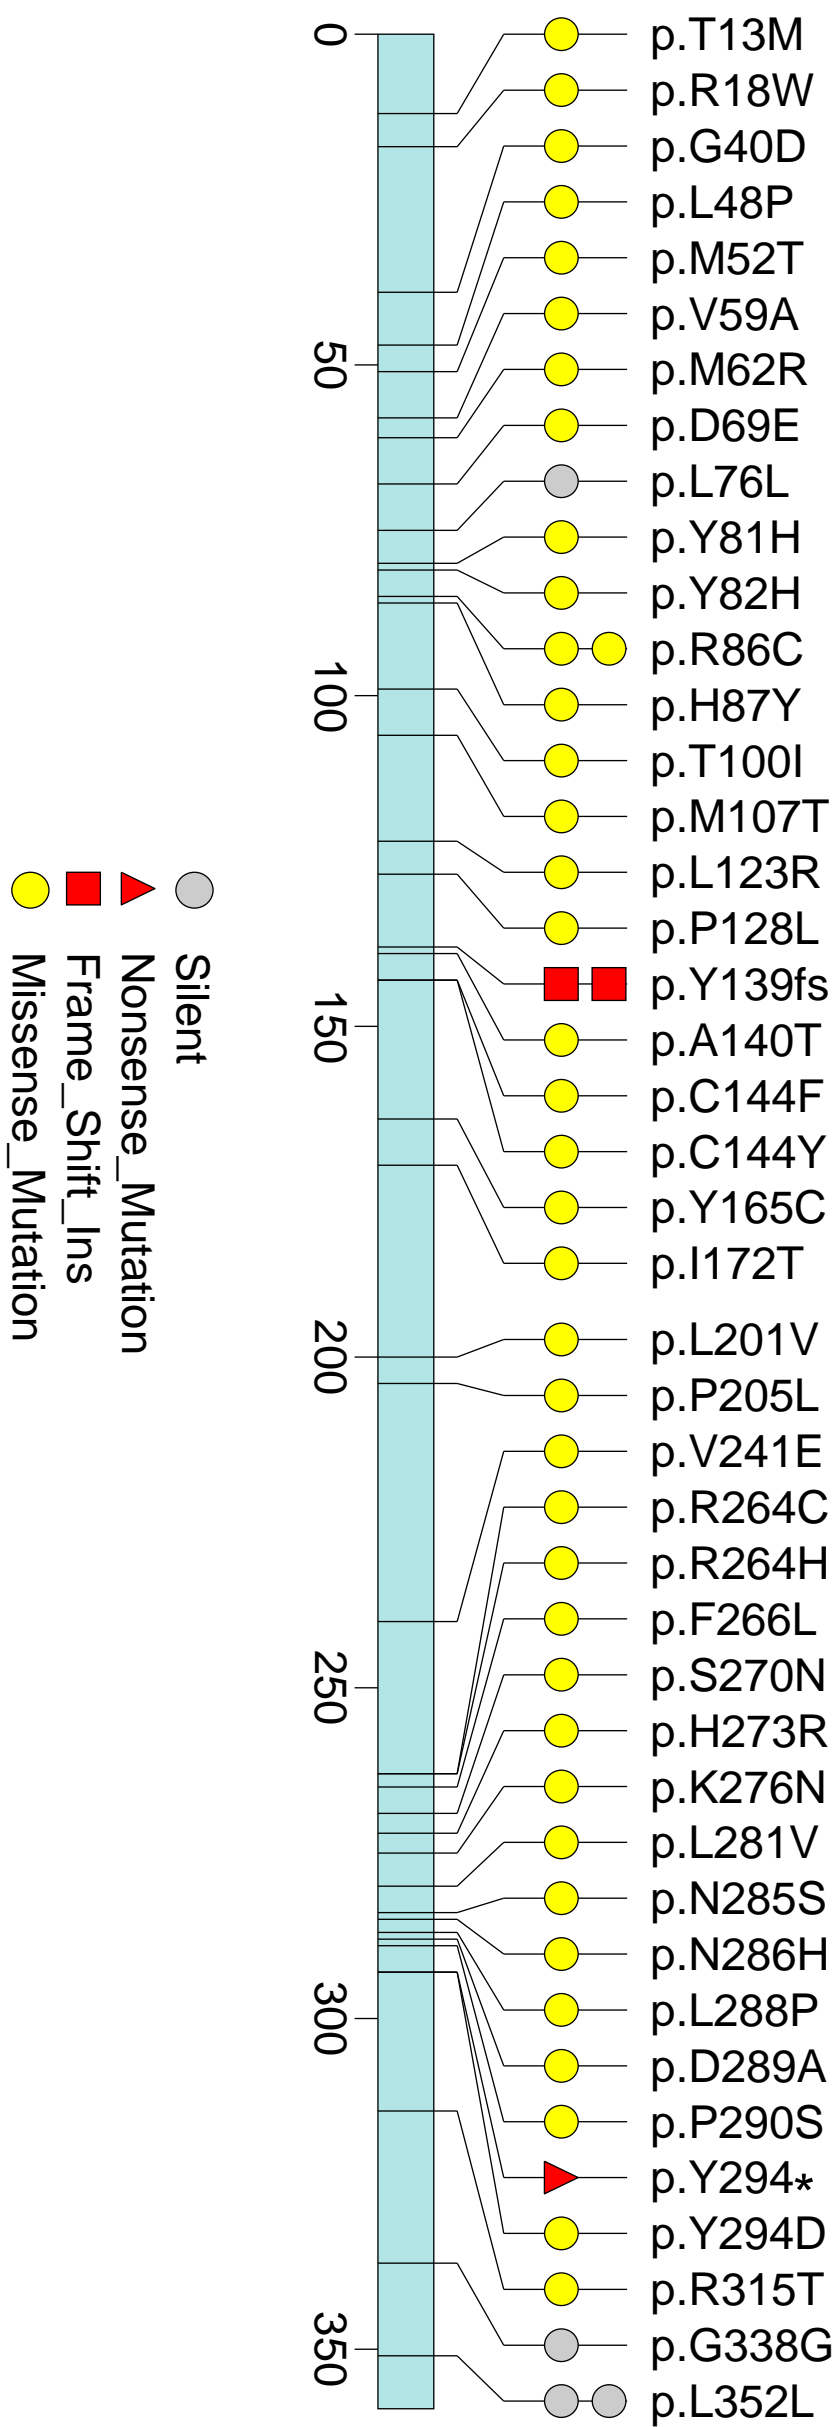 p.T13M
p.R18W
p.G40D
p.L48P
p.M52T
p.V59A
p.M62R
p.D69E
p.L76L
p.Y81H
p.Y82H
p.R86C
p.H87Y
p.T100I
p.M107T
p.L123R
p.P128L
p.Y139fs
p.A140T
p.C144F
p.C144Y
p.Y165C
p.I172T
p.L201V
p.P205L
p.V241E
p.R264C
p.R264H
p.F266L
p.S270N
p.H273R
p.K276N
p.L281V
p.N285S
p.N286H
p.L288P
p.D289A
p.P290S
p.Y294*
p.Y294D
p.R315T
p.G338G
p.L352L
0
50
100
150
200
250
300
350
Silent
Nonsense_Mutation
Frame_Shift_Ins
Missense_Mutation